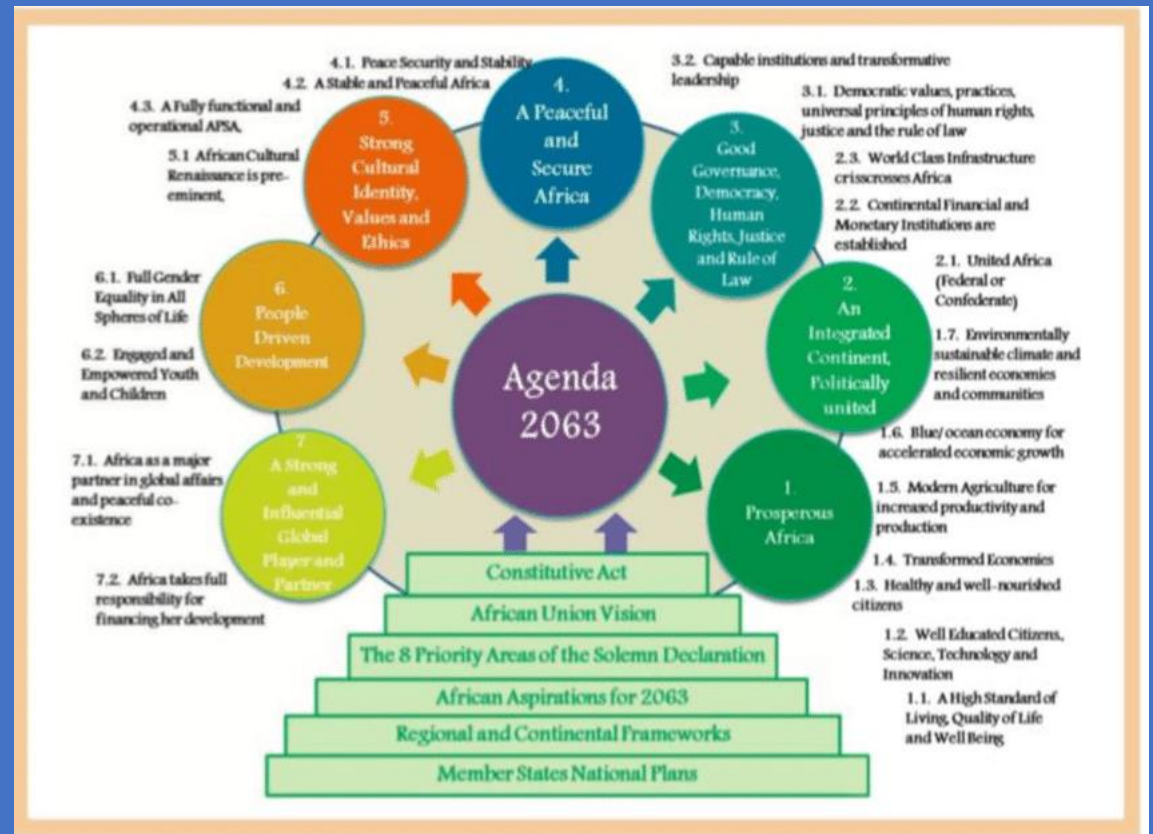 4.1. Peace Security and Stability
4.2. A Stable and Peaceful Africa
4.3. A Fully functional and
operational APSA,
5.1 African Cultural
Renaissance is pre-
eminent,
6.1. Full Gender
Equality in All
Spheres of Life
6.2. Engaged and
Empowered Youth
and Children
7.1. Africa as a major
partner in global affairs
and peaceful co-
existence
7.2. Africa takes full
responsibility for
financing her development
4.
A Peaceful
and
Secure
Africa
5.
Strong
Cultural
Identity,
Values and
Ethics
6.
People
Driven
Development
7
A Strong
and
Influential
Global
Player and
Partner
3.
Good
Governance,
Democracy,
Human
Rights, Justice
and Rule of
Law
2.
An
Integrated
Continent,
Politically
united
1.
Prosperous
Africa
Agenda
2063
3.2. Capable institutions and transformative
leadership
3.1. Democratic values, practices,
universal principles of human rights,
justice and the rule of law
2.3. World Class Infrastructure
crisscrosses Africa
2.2. Continental Financial and
Monetary Institutions are
established
2.1. United Africa
(Federal or
Confederate)
1.7. Environmentally
sustainable climate and
resilient economies
and communities
1.6. Blue/ocean economy for
accelerated economic growth
1.5. Modern Agriculture for
increased productivity and
production
1.4. Transformed Economies
1.3. Healthy and well-nourished
citizens
1.2. Well Educated Citizens,
Science, Technology and
Innovation
1.1. A High Standard of
Living, Quality of Life
and Well Being
Constitutive Act
African Union Vision
The 8 Priority Areas of the Solemn Declaration
African Aspirations for 2063
Regional and Continental Frameworks
Member States National Plans